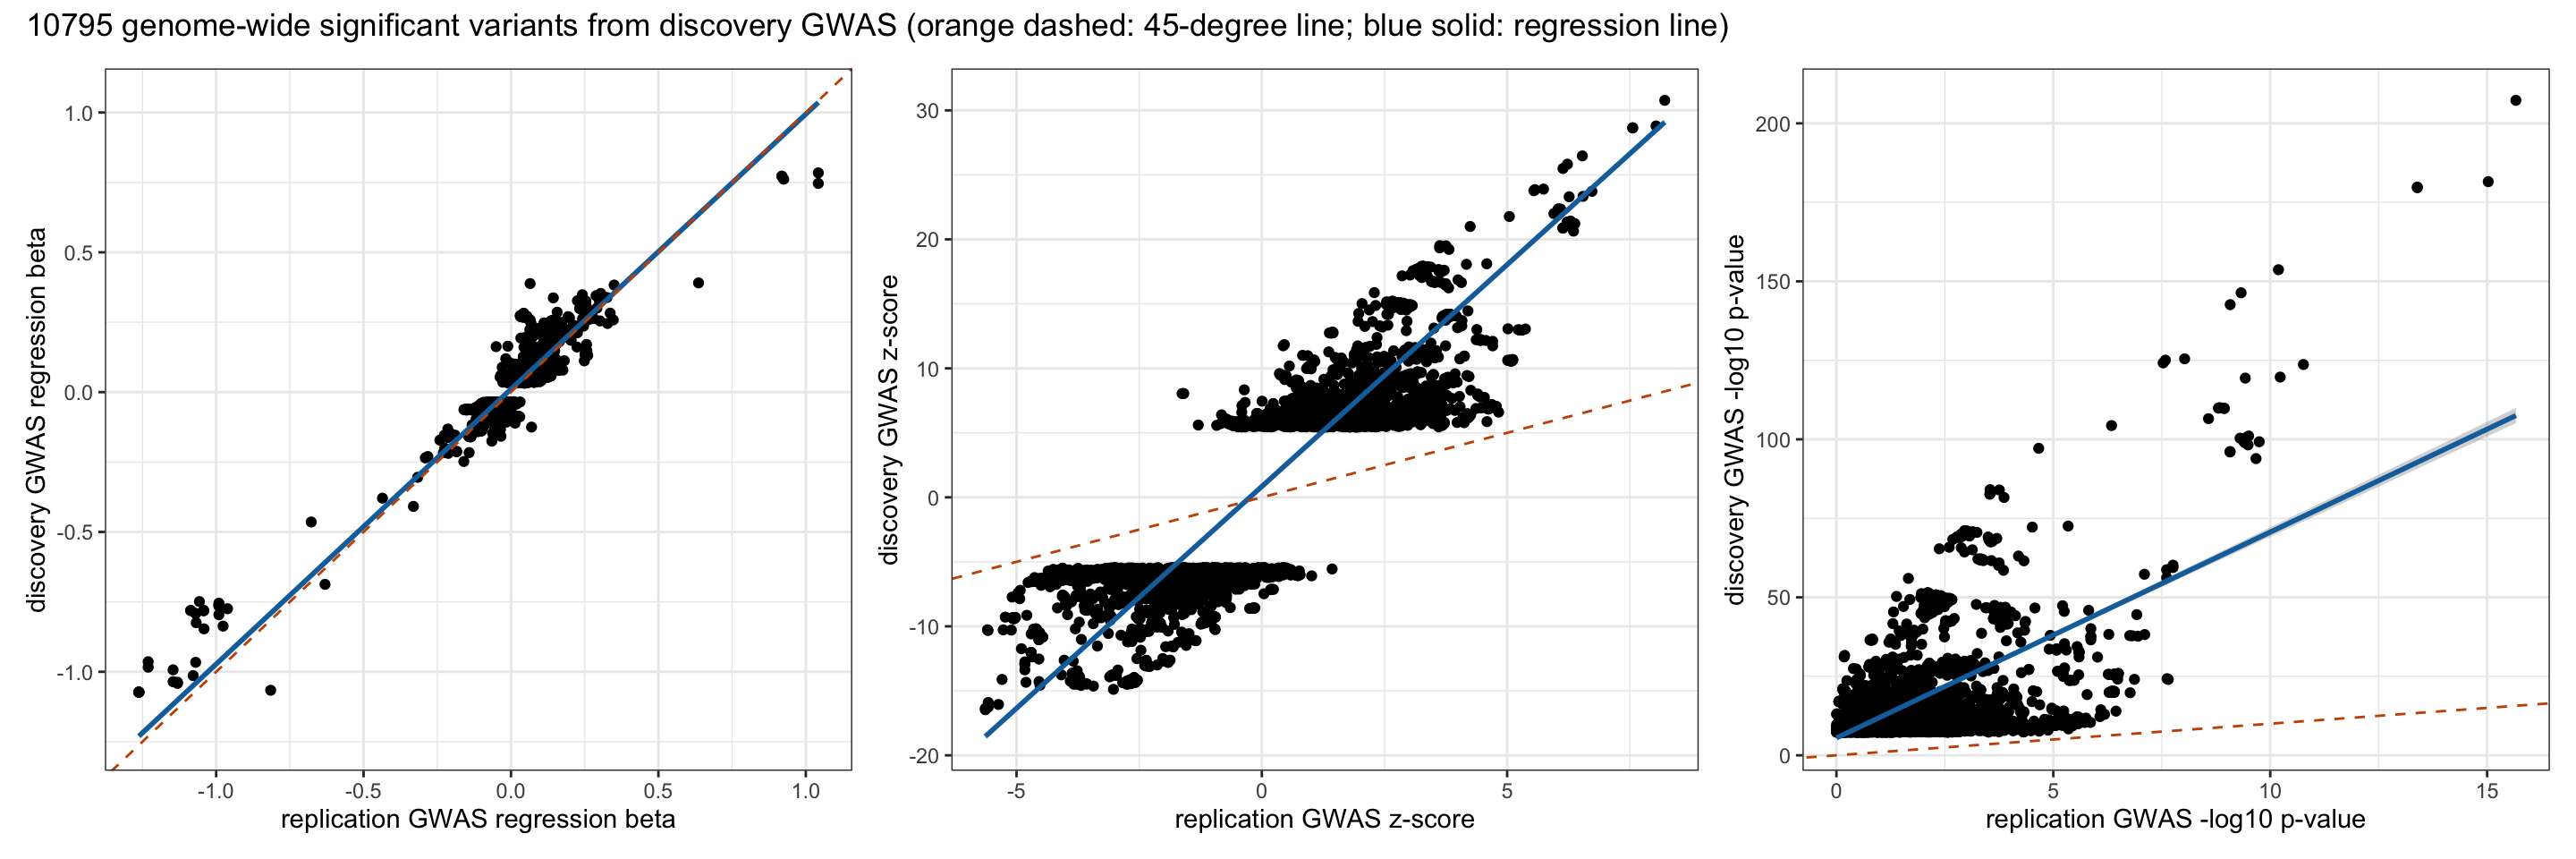 10795 genome-wide significant variants from discovery GWAS (orange dashed: 45-degree line; blue solid: regression line)
discovery GWAS regression beta
1.0
0.5
0.0
-0.5
-1.0
-1.0 -0.5 0.0 0.5 1.0
replication GWAS regression beta
discovery GWAS z-score
30
20
10
0
-10
-20
-5 0 5
replication GWAS z-score
discovery GWAS -log10 p-value
200
150
100
50
0
0 5 10 15
replication GWAS -log10 p-value